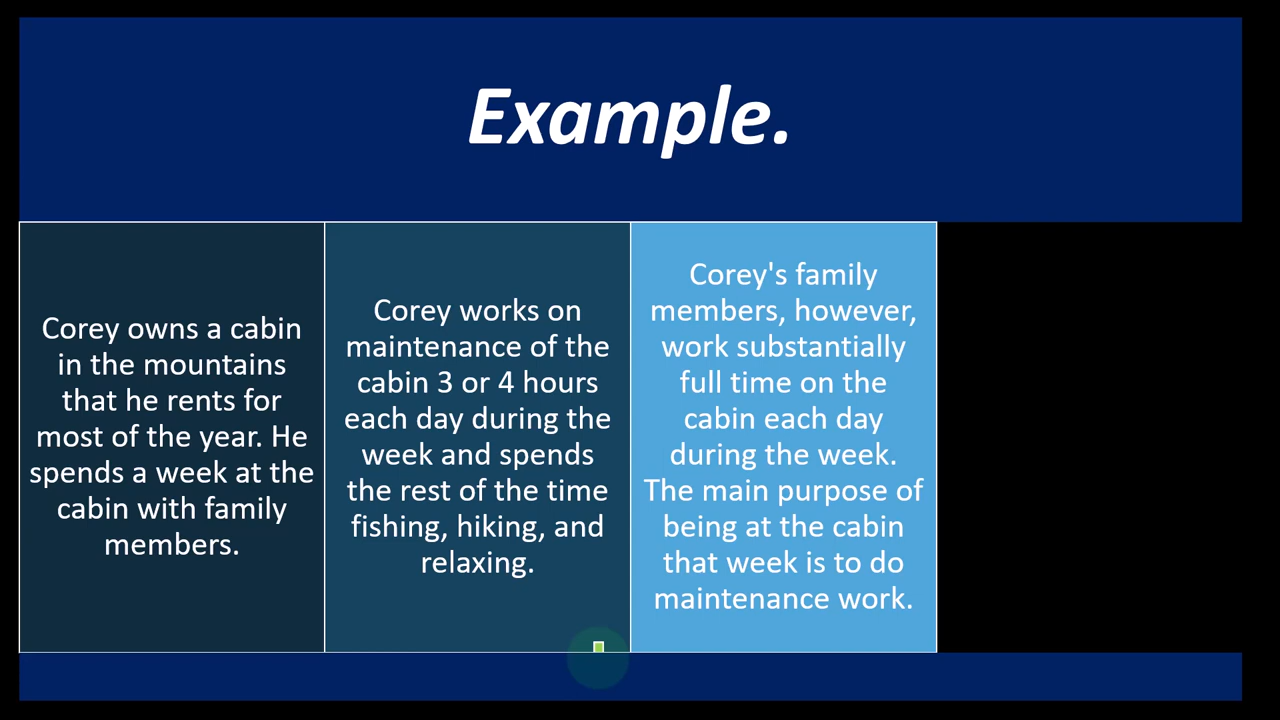 Example.
Corey owns a cabin
in the mountains
that he rents for
most of the year. He
spends a week at the
cabin with family
members.
Corey works on
maintenance of the
cabin 3 or 4 hours
each day during the
week and spends
the rest of the time
fishing, hiking, and
relaxing.
Corey's family
members, however,
work substantially
full time on the
cabin each day
during the week.
The main purpose of
being at the cabin
that week is to do
maintenance work.